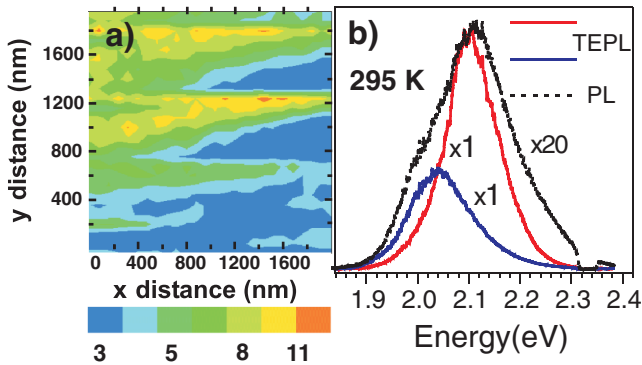 a)
y distance (nm)
1600
1200
800
400
0 400 800 1200 1600
x distance (nm)
3 5 8 11
b)
295 K
TEPL
PL
x1
x20
x1
1.9 2.0 2.1 2.2 2.3 2.4
Energy(eV)